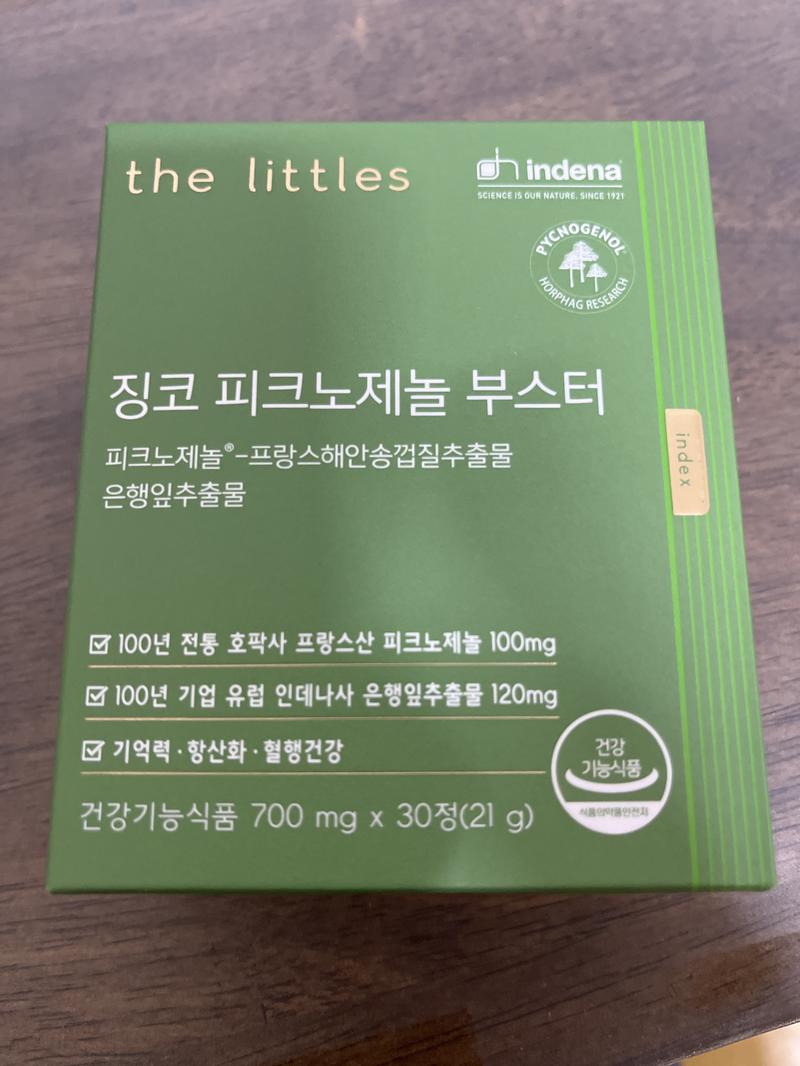 the littles
indena
SCIENCE IS OUR NATURE. SINCE 1921
PYCNOGENOL®
HORPHAG RESEARCH
징코 피크노제놀 부스터
피크노제놀®-프랑스해안송껍질추출물
은행잎추출물
index
100년 전통 호팍사 프랑스산 피크노제놀 100mg
100년 기업 유럽 인데나사 은행잎추출물 120mg
기억력·항산화·혈행건강
건강
기능식품
식품의약품안전처
건강기능식품 700 mg x 30정(21 g)